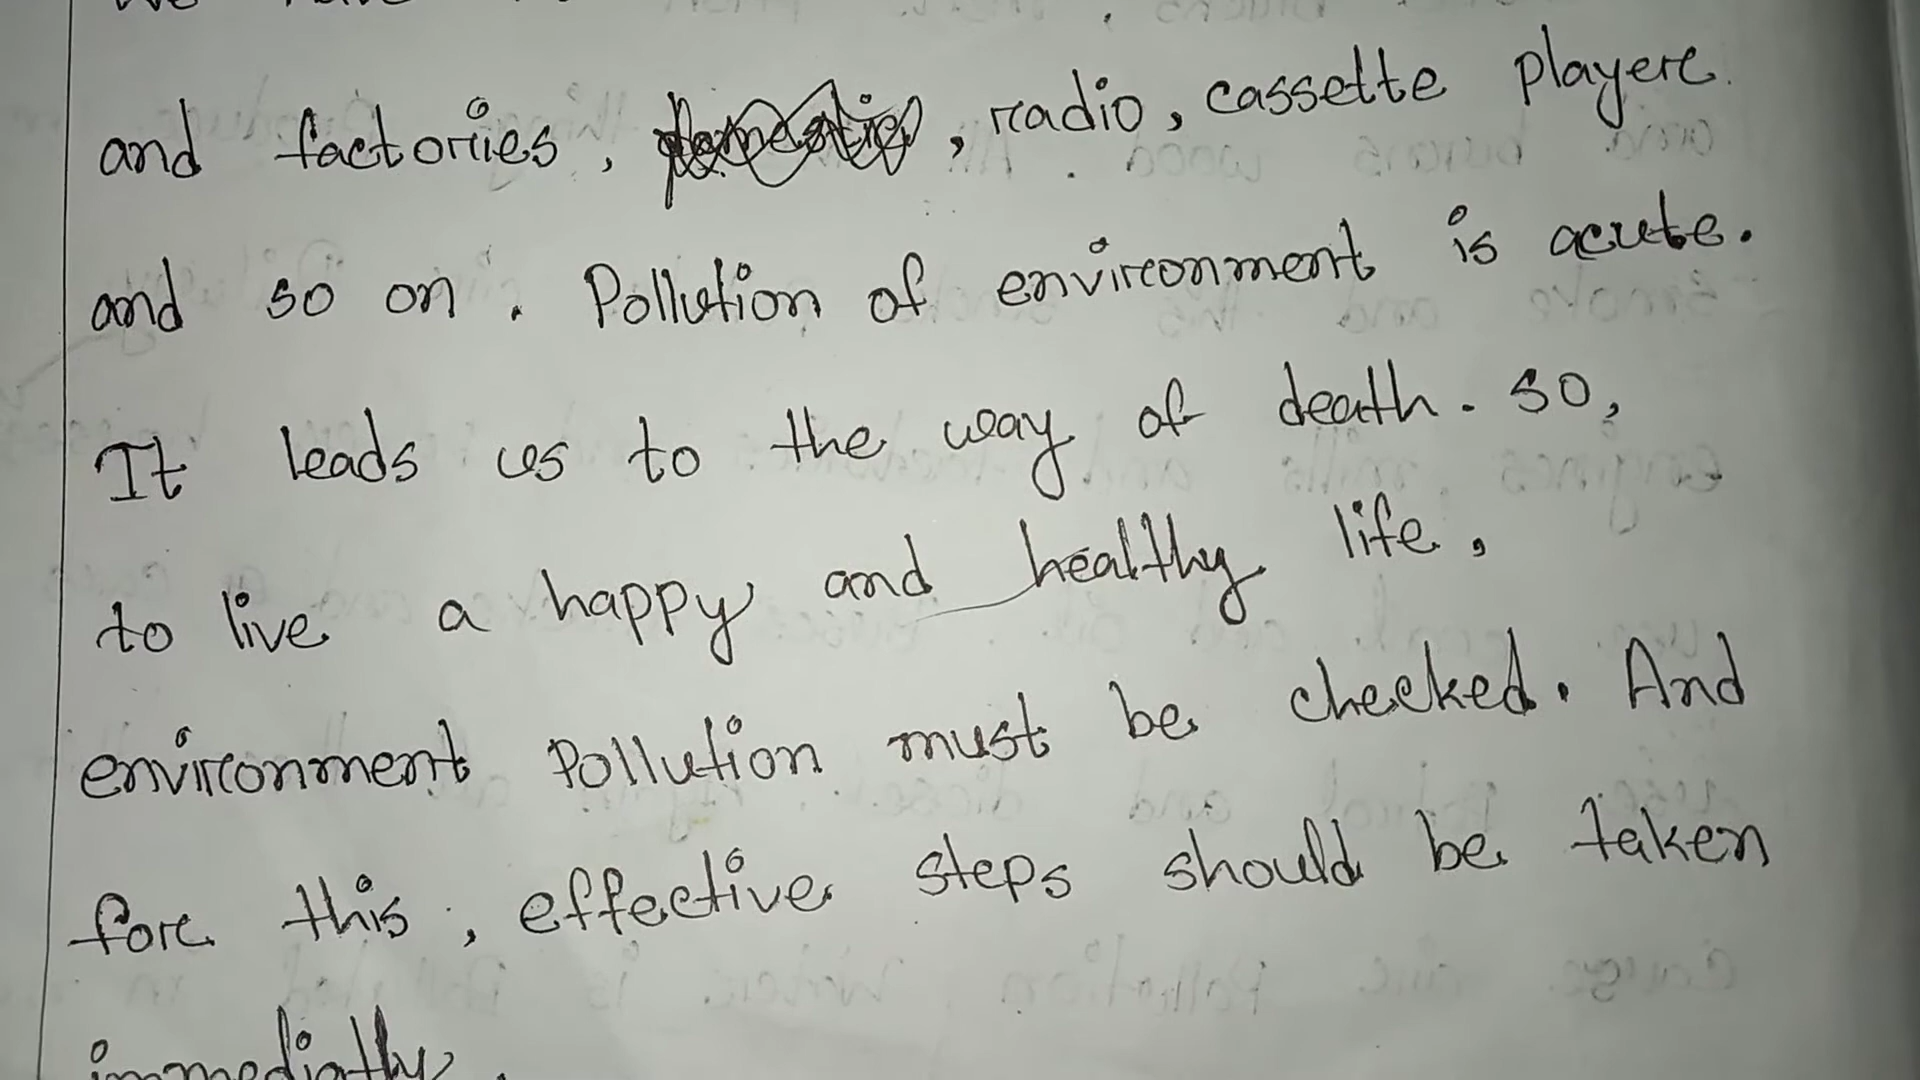 and factories, , radio, cassette player.
and so on. Pollution of environment is acute.
It leads us to the way of death. so,
to live a happy and healthy life,
environment pollution must be checked. And
for this, effective steps should be taken
immediatly.